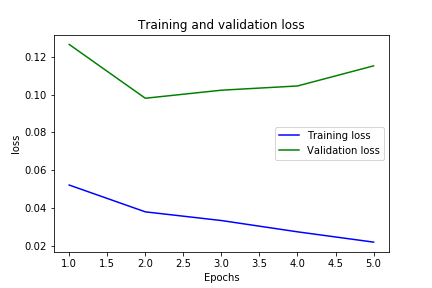 Training and validation loss
0.12
0.10
0.08
0.06
0.04
0.02
loss
Training loss
Validation loss
1.0 1.5 2.0 2.5 3.0 3.5 4.0 4.5 5.0
Epochs